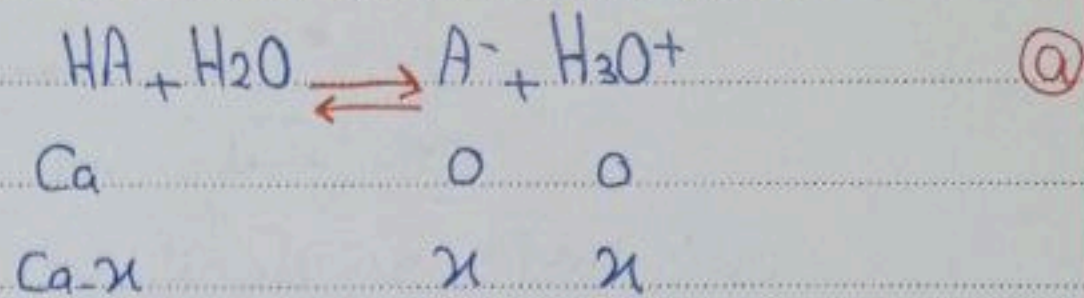 HA + H2O ⇌ A- + H3O+ a
Ca 0 0
Ca-x x x